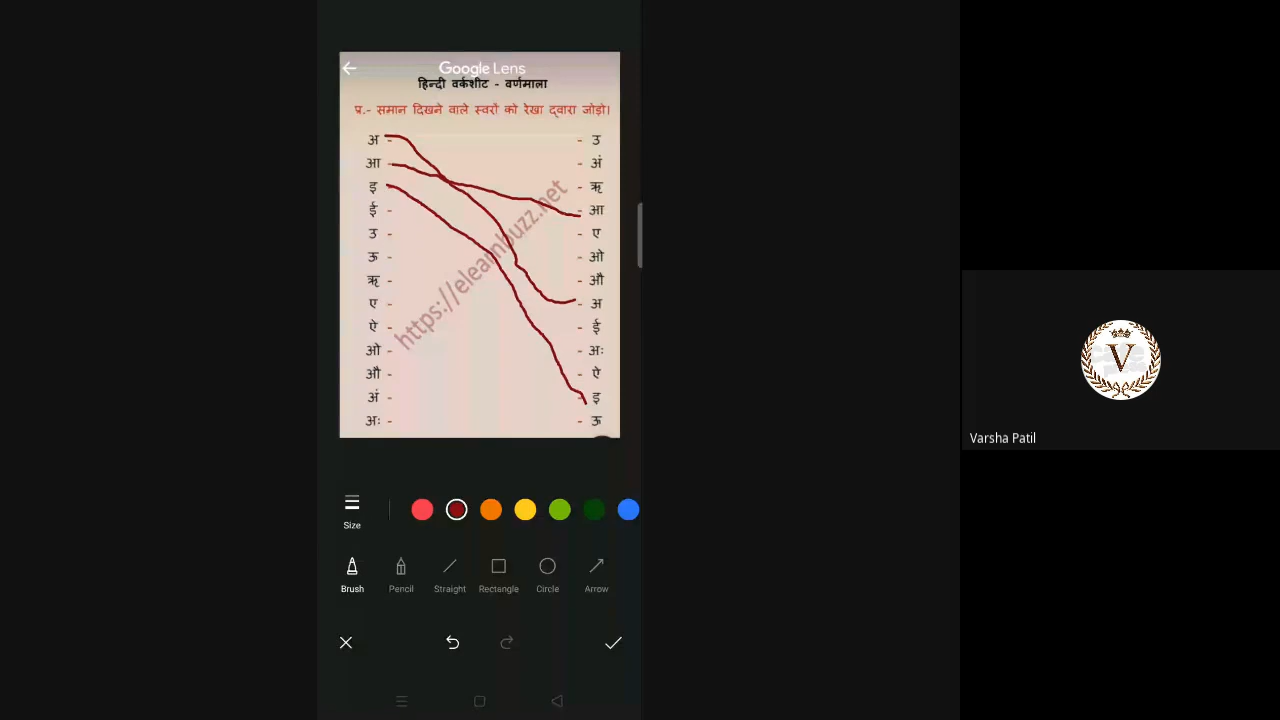 Google Lens
हिन्दी वर्कशीट - वर्णमाला
प्र.- समान दिखने वाले स्वरों को रेखा द्वारा जोड़ो।
अ - - उ
आ - - अं
इ - - ऋ
ई - - आ
उ - - ए
ऊ - - ओ
ऋ - - औ
ए - - अ
ऐ - - ई
ओ - - अः
औ - - ऐ
अं - - इ
अः - - ऊ
https://elearnbuzz.net
Size
Brush Pencil Straight Rectangle Circle Arrow
V
Varsha Patil